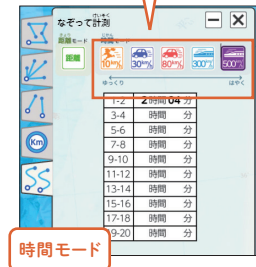 なぞって計測
距離モード 時間モード
距離 10km/h 30km/h 80km/h 300km/h 500km/h
ゆっくり はやく
1-2 2時間04分
3-4 時間 分
5-6 時間 分
Km 7-8 時間 分
9-10 時間 分
11-12 時間 分
13-14 時間 分
15-16 時間 分
17-18 時間 分
9-20 時間 分
時間モード